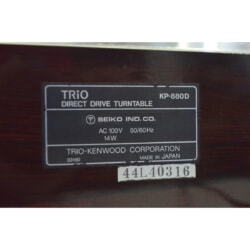 TRIO KP-880D
DIRECT DRIVE TURNTABLE
SEIKO IND. CO.
AC 100V 50/60Hz
14W
TRIO-KENWOOD CORPORATION
MADE IN JAPAN
44L40316